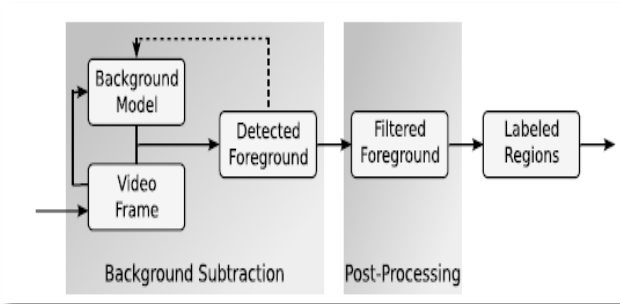 Background
Model
Detected
Foreground
Filtered
Foreground
Labeled
Regions
Video
Frame
Background Subtraction
Post-Processing